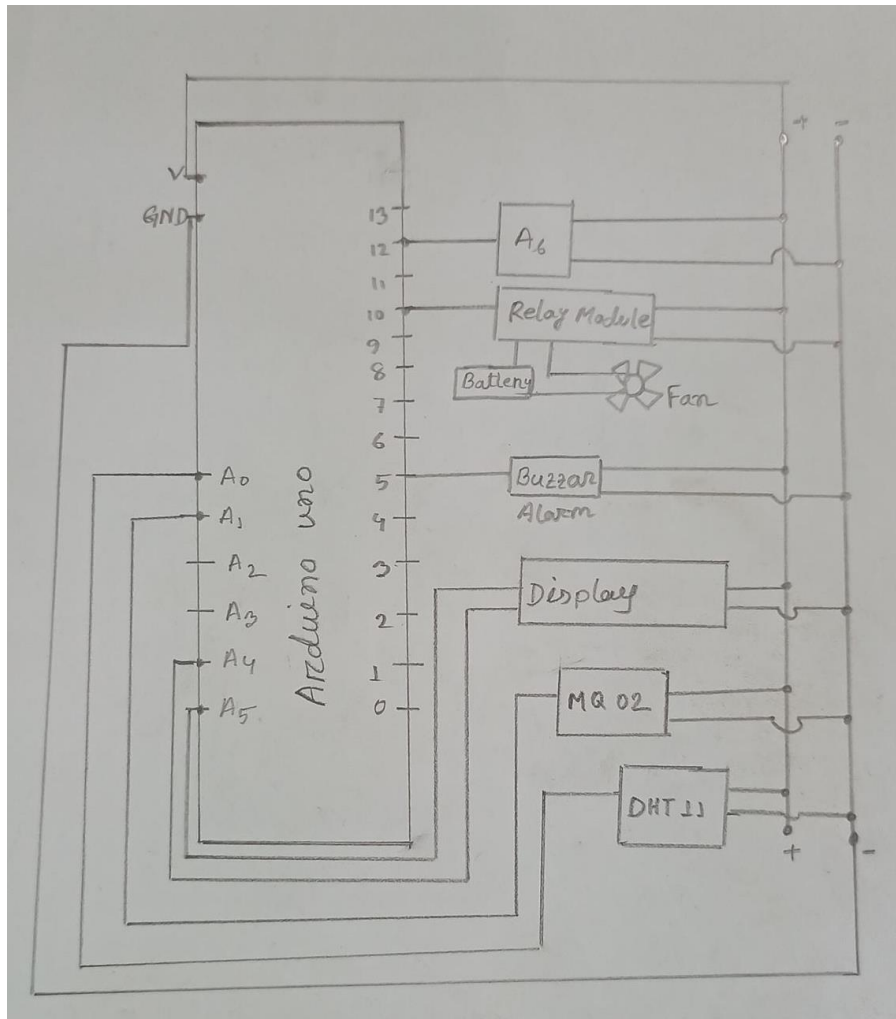 + -
V
GND
13
12
11
10
9
8
7
6
5
4
3
2
1
0
A0
A1
A2
A3
A4
A5
Arduino uno
A6
Relay Module
Battery
Fan
Buzzar
Alarm
Display
MQ 02
DHT 11
+ -